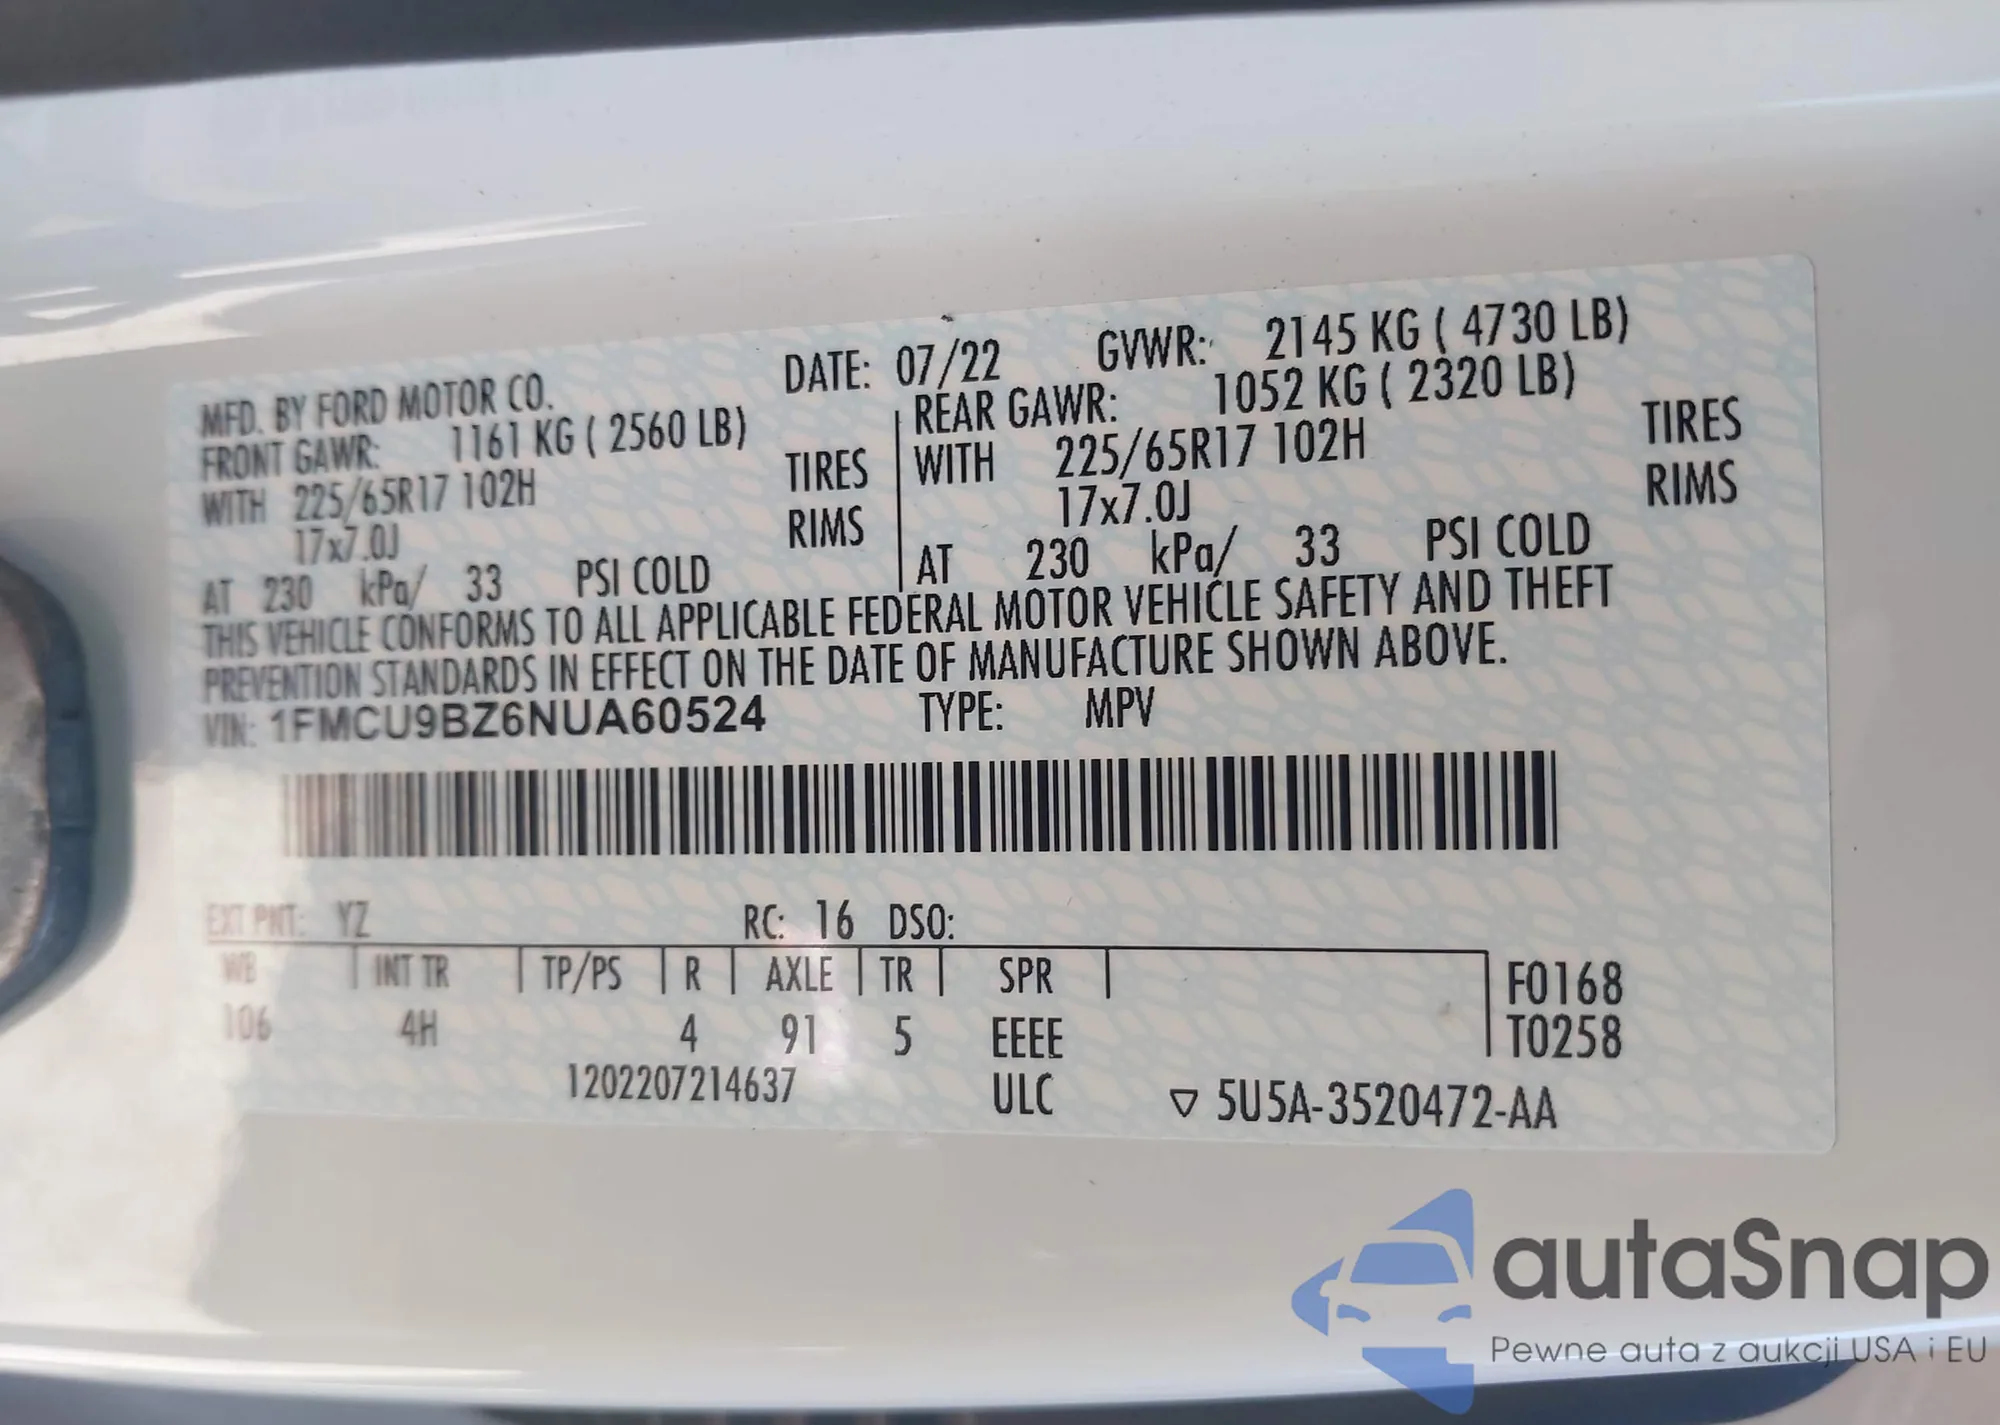 MFD. BY FORD MOTOR CO. DATE: 07/22 GVWR: 2145 KG ( 4730 LB)
FRONT GAWR: 1161 KG ( 2560 LB) REAR GAWR: 1052 KG ( 2320 LB)
WITH 225/65R17 102H TIRES WITH 225/65R17 102H TIRES
17x7.0J RIMS 17x7.0J RIMS
AT 230 kPa/ 33 PSI COLD AT 230 kPa/ 33 PSI COLD
THIS VEHICLE CONFORMS TO ALL APPLICABLE FEDERAL MOTOR VEHICLE SAFETY AND THEFT
PREVENTION STANDARDS IN EFFECT ON THE DATE OF MANUFACTURE SHOWN ABOVE.
VIN: 1FMCU9BZ6NUA60524 TYPE: MPV
EXT PNT: YZ RC: 16 DSO:
WB INT TR TP/PS R AXLE TR SPR F0168
106 4H 4 91 5 EEEE T0258
1202207214637 ULC ▽ 5U5A-3520472-AA
autaSnap
Pewne auta z aukcji USA i EU